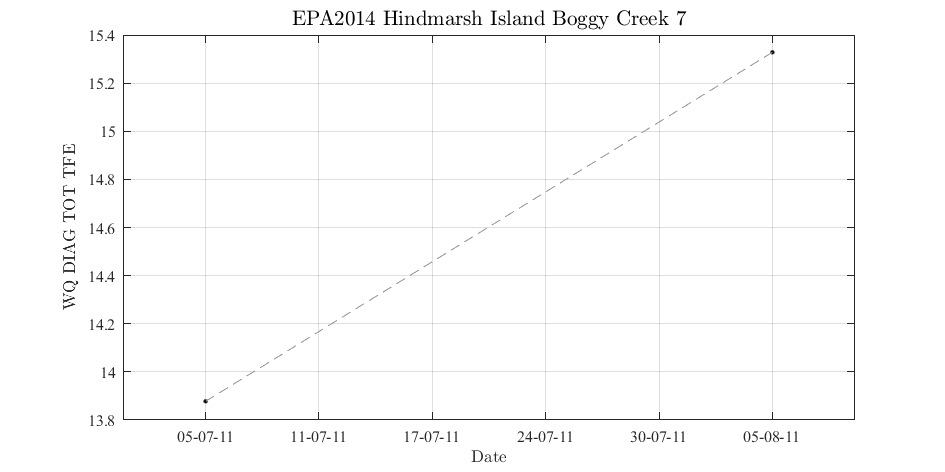 EPA2014 Hindmarsh Island Boggy Creek 7
15.4
15.2
15
14.8
14.6
14.4
14.2
14
13.8
WQ DIAG TOT TFE
05-07-11 11-07-11 17-07-11 24-07-11 30-07-11 05-08-11
Date